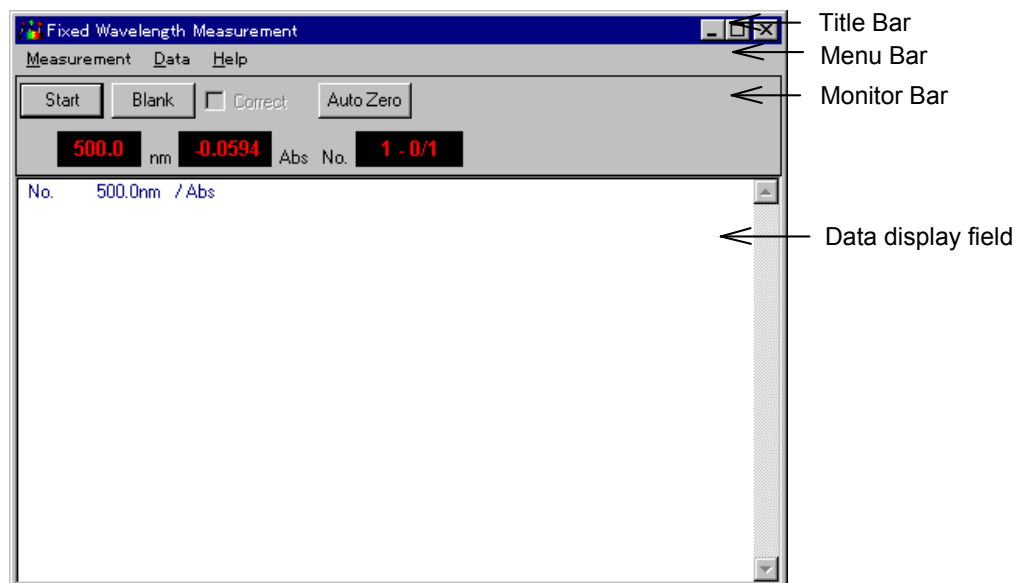 Fixed Wavelength Measurement
Title Bar
Measurement Data Help
Menu Bar
Start Blank Correct Auto Zero
Monitor Bar
500.0 nm -0.0594 Abs No. 1 - 0/1
No. 500.0nm / Abs
Data display field